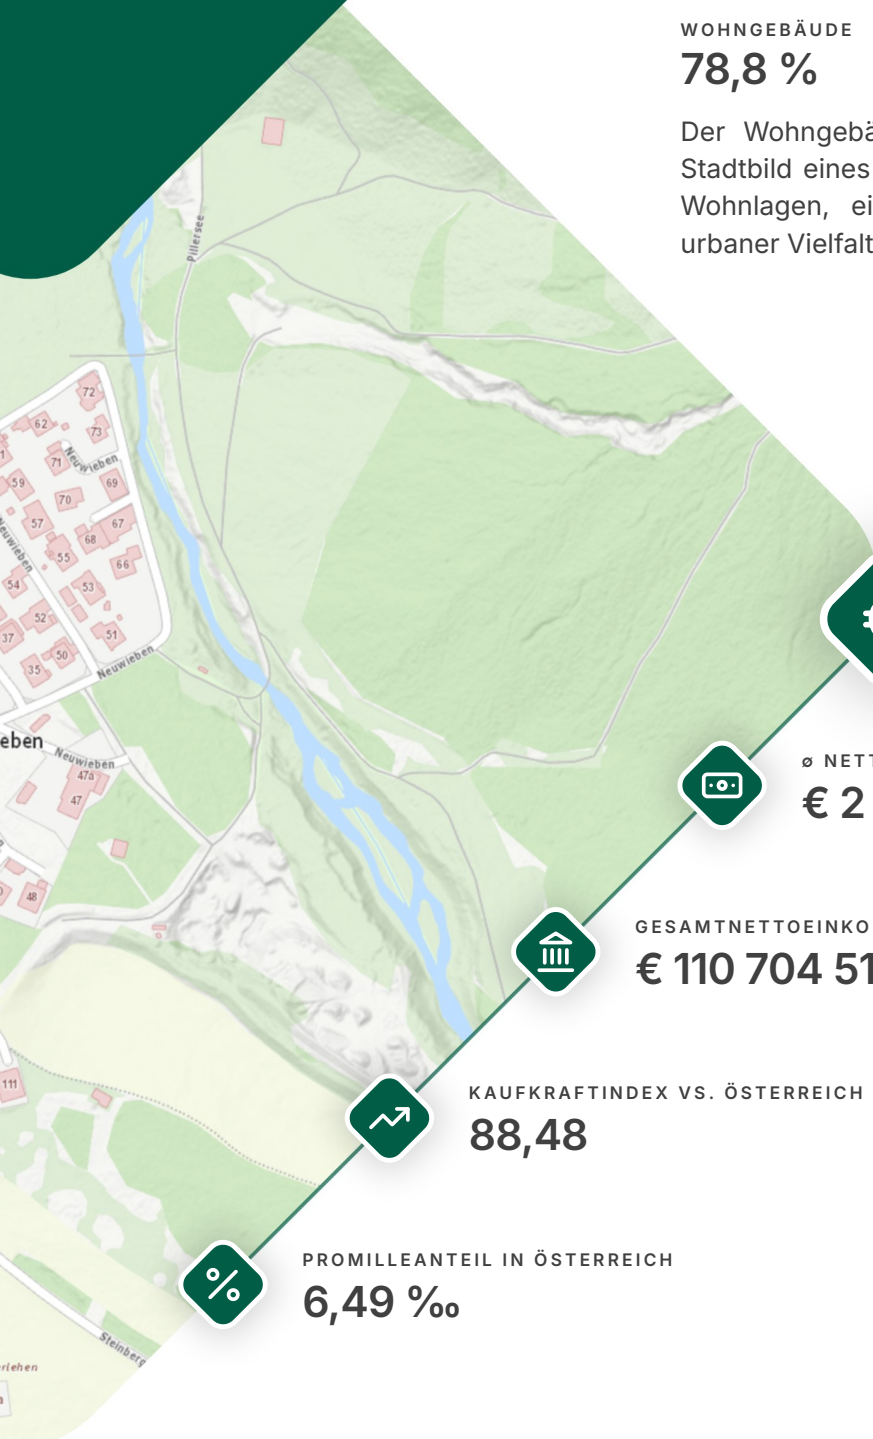 WOHNGEBÄUDE
78,8 %
Der Wohngebä
Stadtbild eines
Wohnlagen, ei
urbaner Vielfalt
Pillersee
72
62
73
71
Neuwieben
59
69
70
57
67
68
Neuwieben
55
66
54
53
52
37
51
50
35
Neuwieben
eben
Neuwieben
47a
47
48
ø NETT
€ 2
GESAMTNETTOEINKO
€ 110 704 51
KAUFKRAFTINDEX VS. ÖSTERREICH
88,48
111
PROMILLEANTEIL IN ÖSTERREICH
6,49 ‰
Steinberg
rlehen